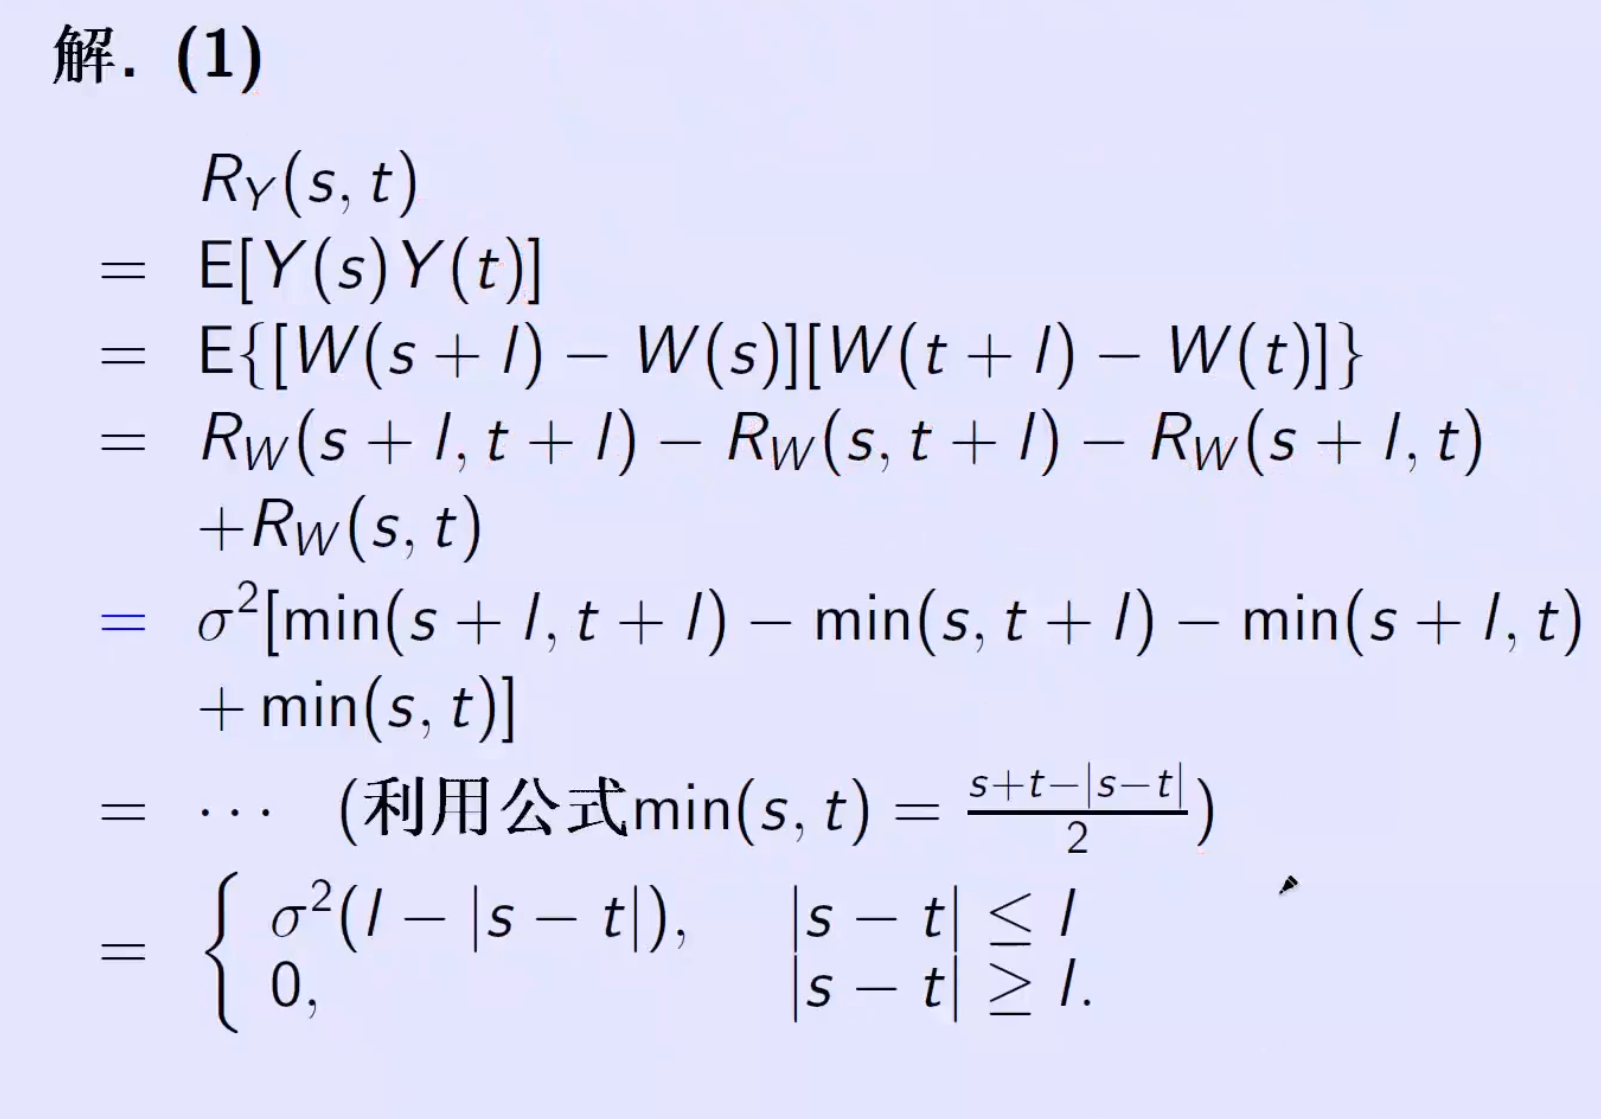 解. (1)
R_Y(s, t)
= E[Y(s)Y(t)]
= E{[W(s + l) − W(s)][W(t + l) − W(t)]}
= R_W(s + l, t + l) − R_W(s, t + l) − R_W(s + l, t)
+R_W(s, t)
= σ²[min(s + l, t + l) − min(s, t + l) − min(s + l, t)
+ min(s, t)]
= ··· (利用公式min(s, t) = \frac{s+t−|s−t|}{2})
= { σ²(l − |s − t|), |s − t| ≤ l
0, |s − t| ≥ l.